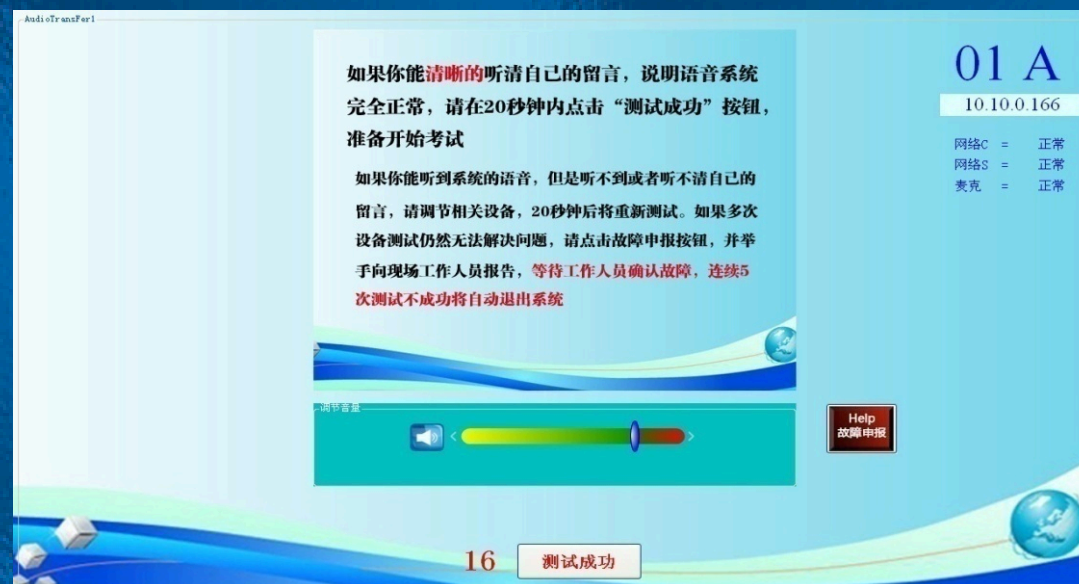 AudioTransFer1
如果你能清晰的听清自己的留言，说明语音系统
完全正常，请在20秒钟内点击“测试成功”按钮，
准备开始考试
如果你能听到系统的语音，但是听不到或者听不清自己的
留言，请调节相关设备，20秒钟后将重新测试。如果多次
设备测试仍然无法解决问题，请点击故障申报按钮，并举
手向现场工作人员报告，等待工作人员确认故障，连续5
次测试不成功将自动退出系统
01 A
10.10.0.166
网络C = 正常
网络S = 正常
麦克 = 正常
调节音量
Help
故障申报
16 测试成功